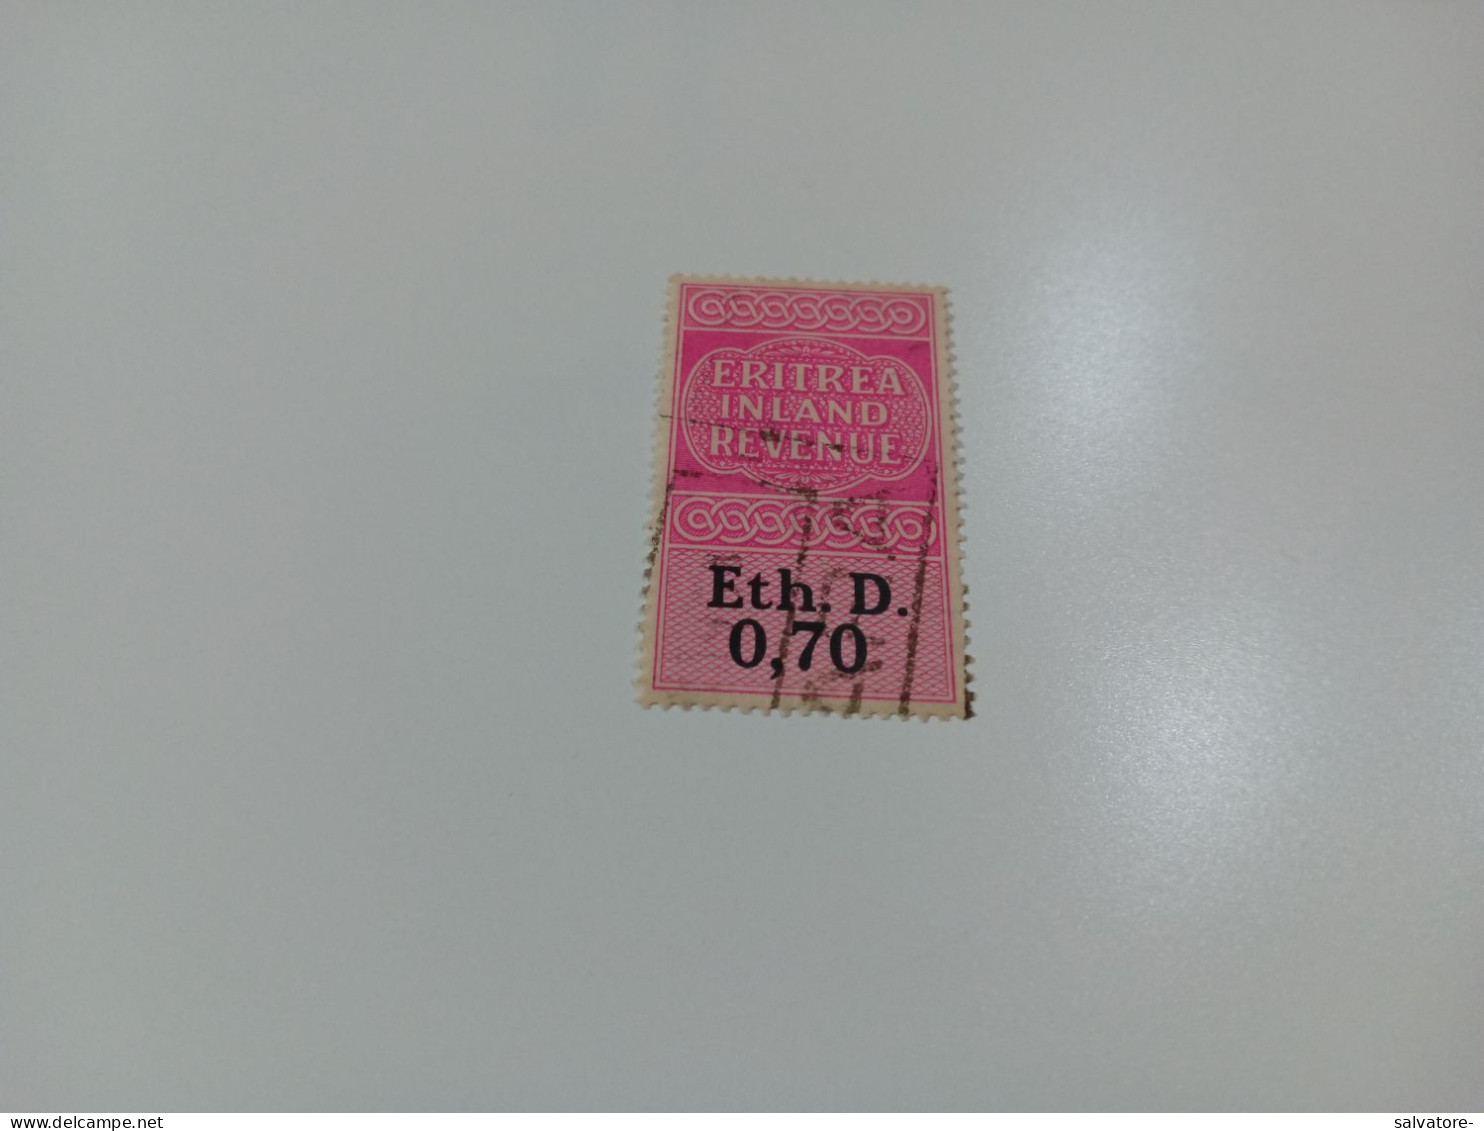 ERITREA
INLAND
REVENUE
Eth. D.
0,70
www.delcampe.net
salvatore-